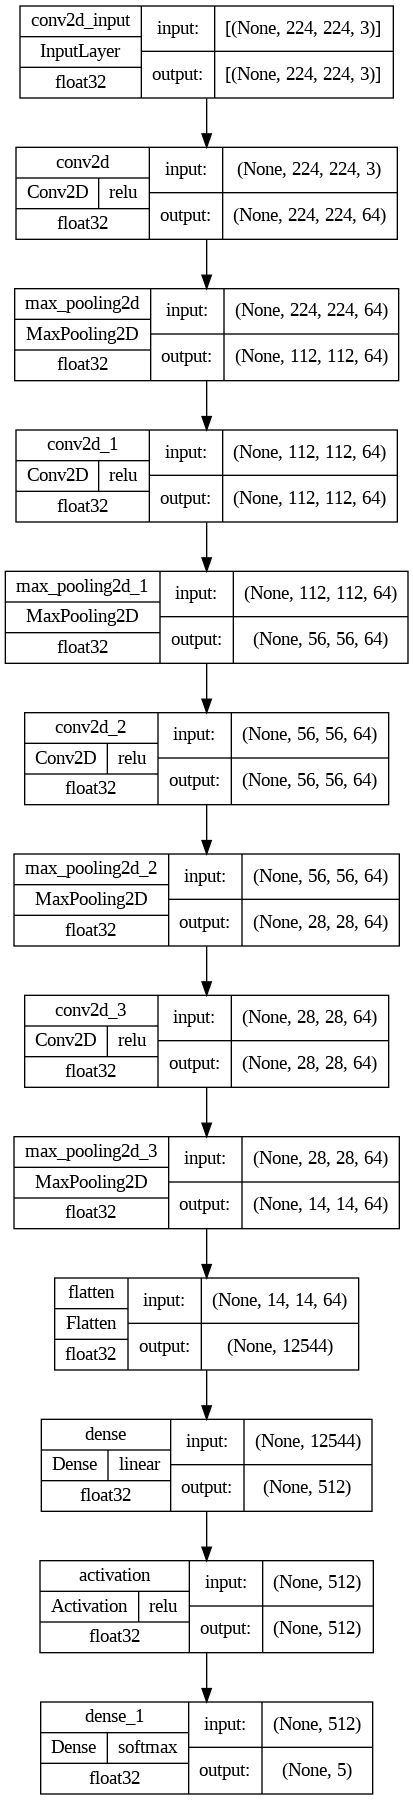 conv2d_input
InputLayer
float32
input:
[(None, 224, 224, 3)]
output:
[(None, 224, 224, 3)]
conv2d
Conv2D
relu
float32
input:
(None, 224, 224, 3)
output:
(None, 224, 224, 64)
max_pooling2d
MaxPooling2D
float32
input:
(None, 224, 224, 64)
output:
(None, 112, 112, 64)
conv2d_1
Conv2D
relu
float32
input:
(None, 112, 112, 64)
output:
(None, 112, 112, 64)
max_pooling2d_1
MaxPooling2D
float32
input:
(None, 112, 112, 64)
output:
(None, 56, 56, 64)
conv2d_2
Conv2D
relu
float32
input:
(None, 56, 56, 64)
output:
(None, 56, 56, 64)
max_pooling2d_2
MaxPooling2D
float32
input:
(None, 56, 56, 64)
output:
(None, 28, 28, 64)
conv2d_3
Conv2D
relu
float32
input:
(None, 28, 28, 64)
output:
(None, 28, 28, 64)
max_pooling2d_3
MaxPooling2D
float32
input:
(None, 28, 28, 64)
output:
(None, 14, 14, 64)
flatten
Flatten
float32
input:
(None, 14, 14, 64)
output:
(None, 12544)
dense
Dense
linear
float32
input:
(None, 12544)
output:
(None, 512)
activation
Activation
relu
float32
input:
(None, 512)
output:
(None, 512)
dense_1
Dense
softmax
float32
input:
(None, 512)
output:
(None, 5)